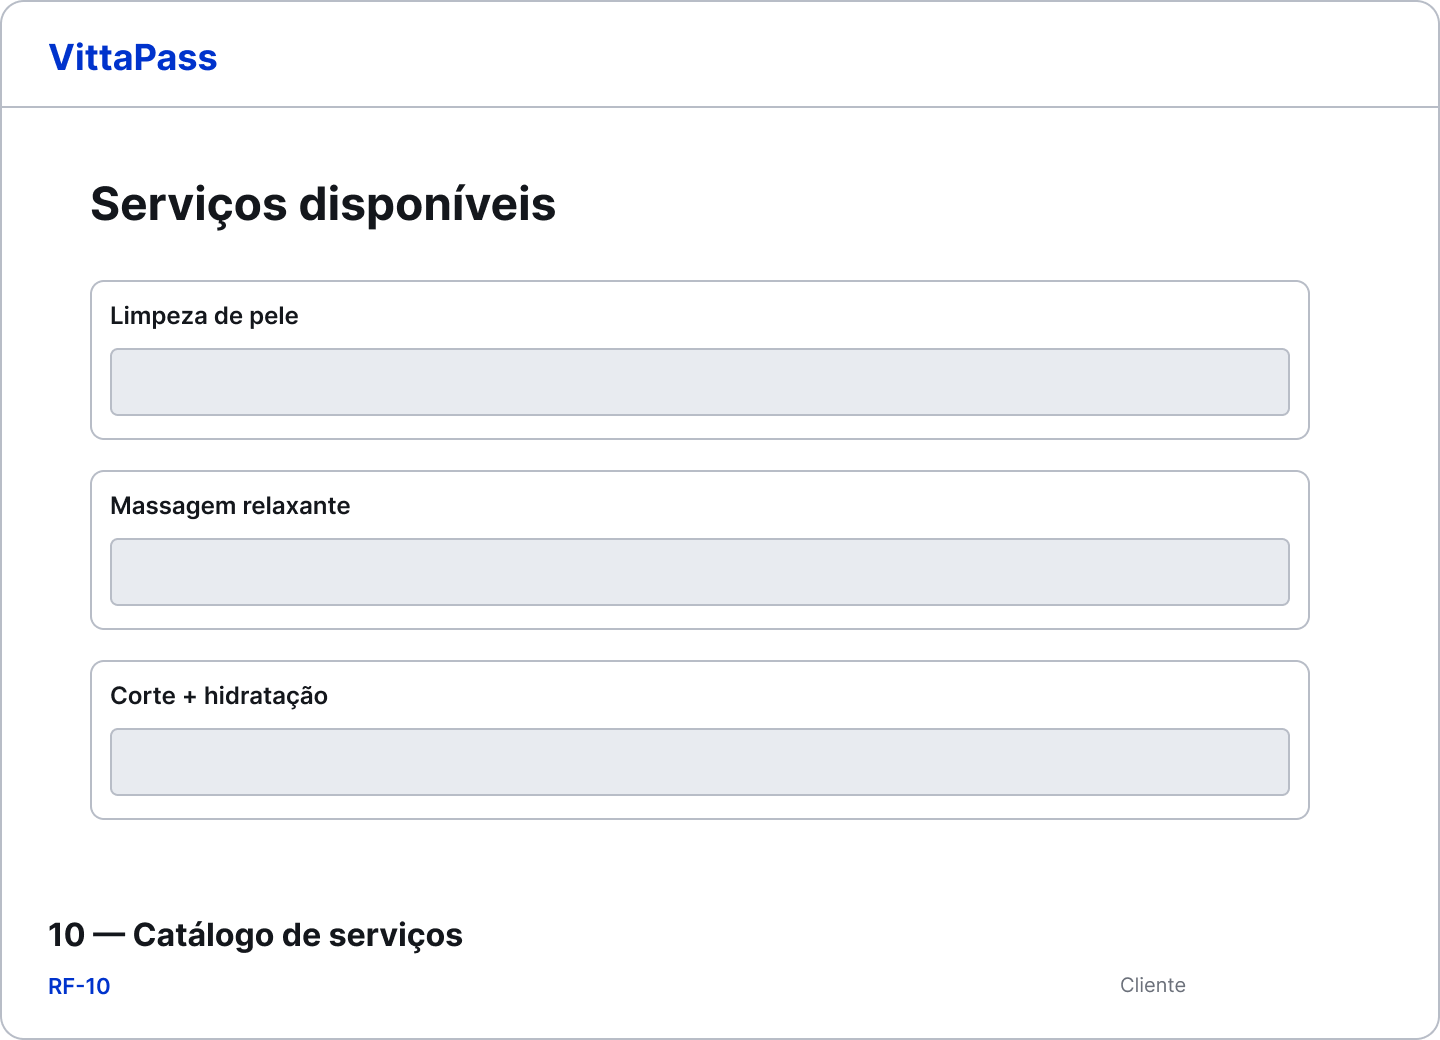 VittaPass
Serviços disponíveis
Limpeza de pele
Massagem relaxante
Corte + hidratação
10 — Catálogo de serviços
RF-10
Cliente